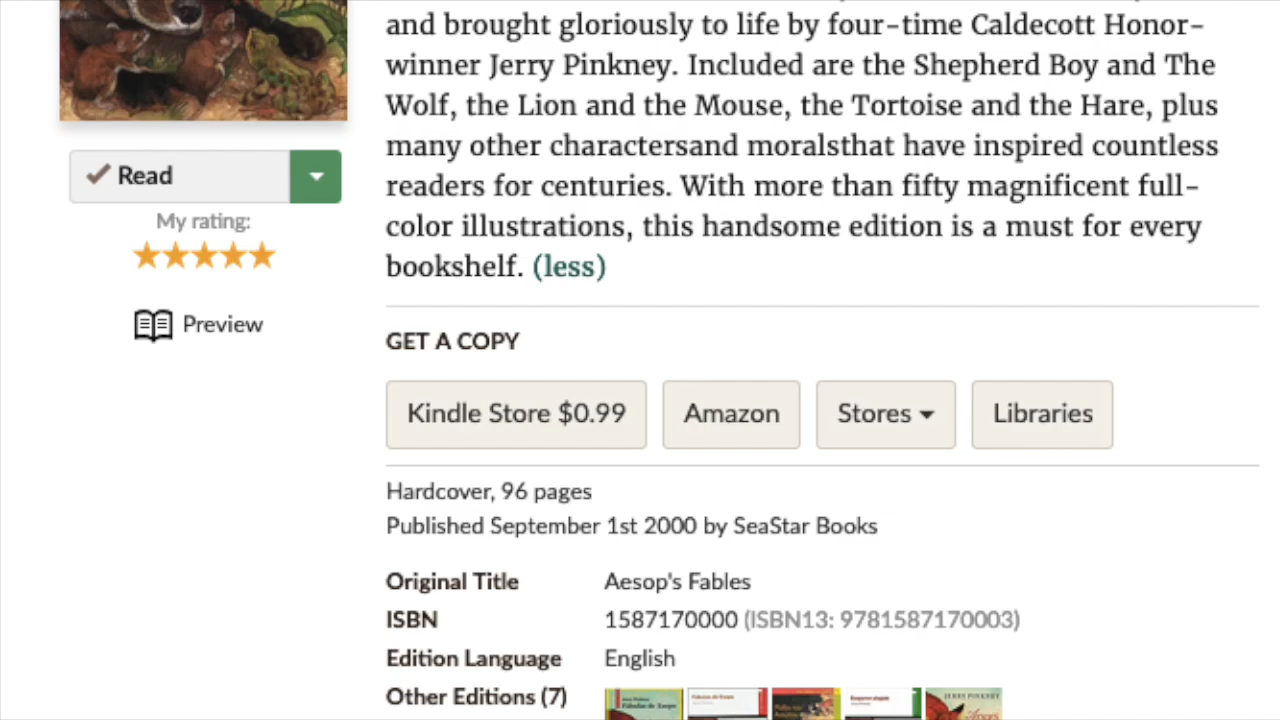 and brought gloriously to life by four-time Caldecott Honor-
winner Jerry Pinkney. Included are the Shepherd Boy and The
Wolf, the Lion and the Mouse, the Tortoise and the Hare, plus
many other charactersand moralsthat have inspired countless
readers for centuries. With more than fifty magnificent full-
color illustrations, this handsome edition is a must for every
bookshelf. (less)
Read
My rating:
Preview
GET A COPY
Kindle Store $0.99 Amazon Stores Libraries
Hardcover, 96 pages
Published September 1st 2000 by SeaStar Books
Original Title Aesop's Fables
ISBN 1587170000 (ISBN13: 9781587170003)
Edition Language English
Other Editions (7)
JERRY PINKNEY